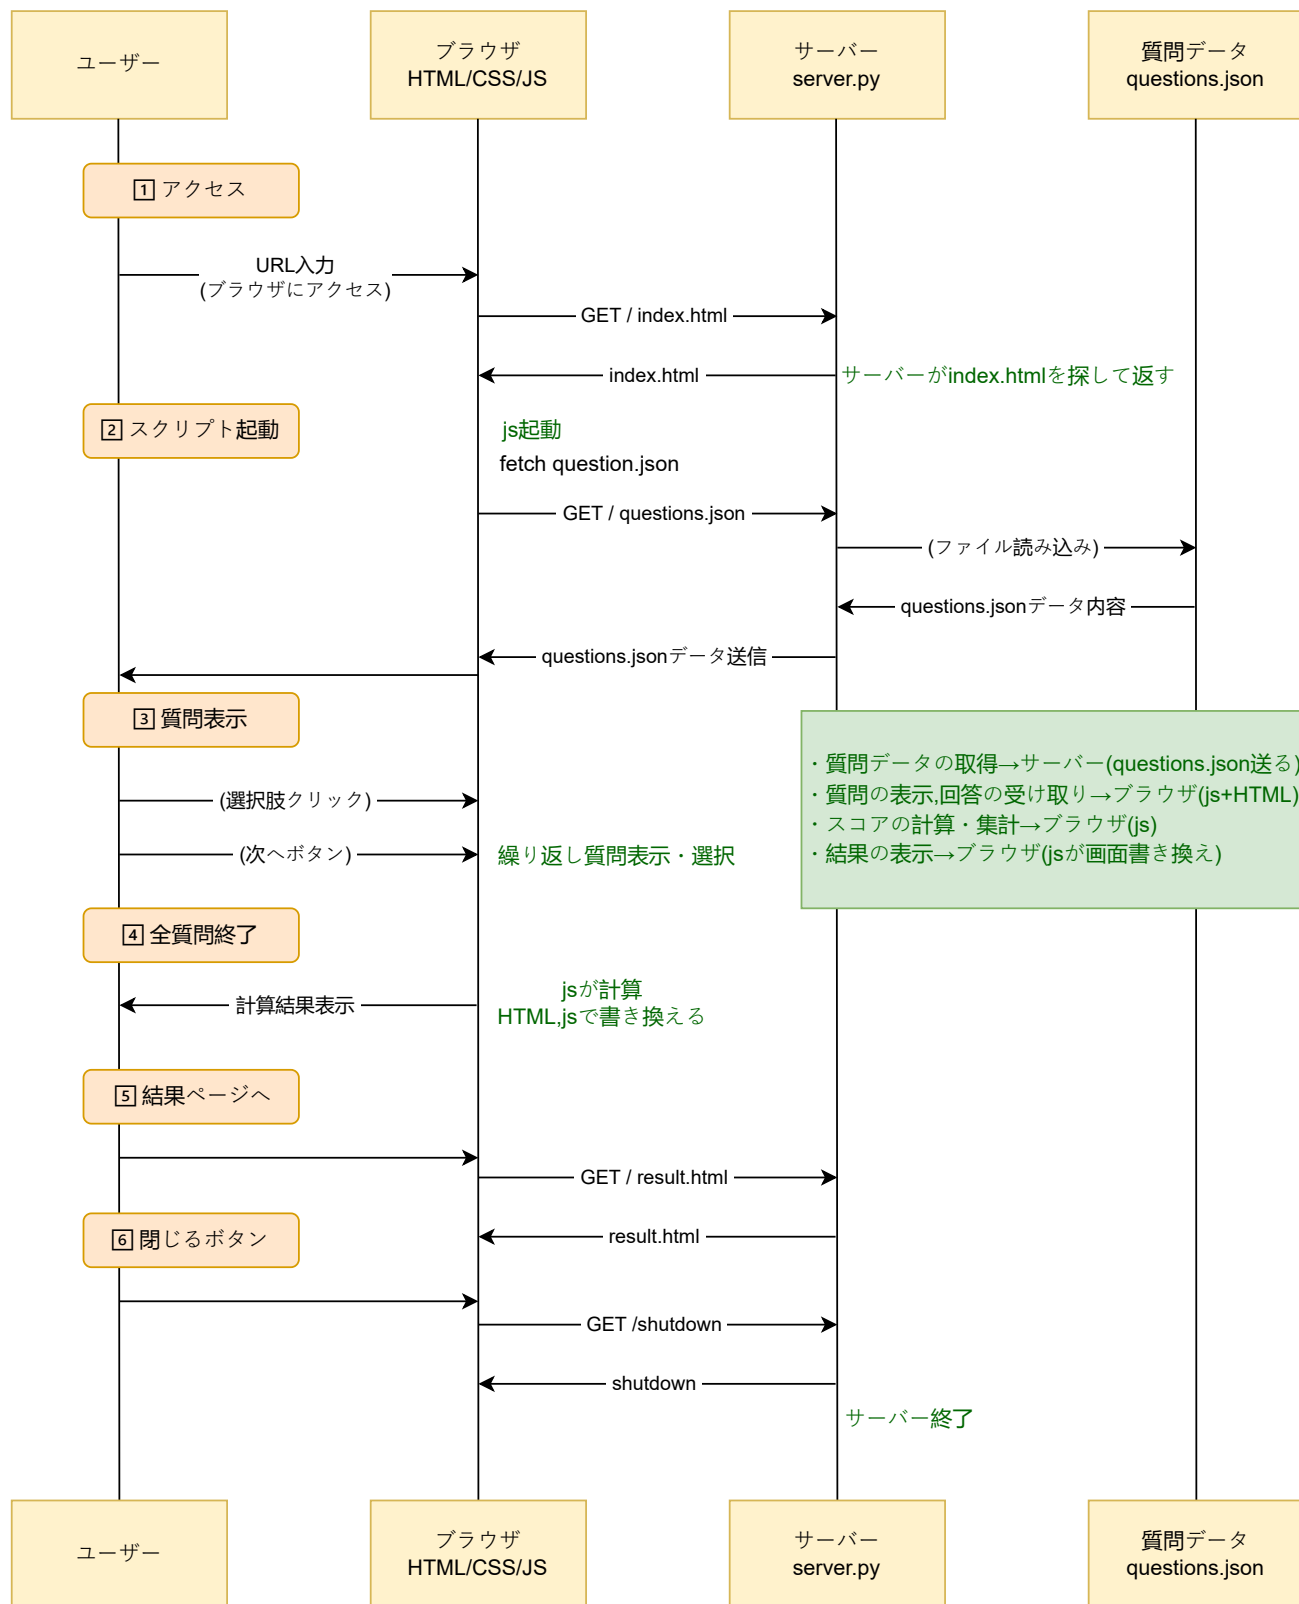 ユーザー
ブラウザ
HTML/CSS/JS
サーバー
server.py
質問データ
questions.json
1 アクセス
URL入力
(ブラウザにアクセス)
GET / index.html
index.html
サーバーがindex.htmlを探して返す
2 スクリプト起動
js起動
fetch question.json
GET / questions.json
(ファイル読み込み)
questions.jsonデータ内容
questions.jsonデータ送信
3 質問表示
・質問データの取得→サーバー(questions.json送る)
・質問の表示,回答の受け取り→ブラウザ(js+HTML)
・スコアの計算・集計→ブラウザ(js)
・結果の表示→ブラウザ(jsが画面書き換え)
(選択肢クリック)
(次へボタン)
繰り返し質問表示・選択
4 全質問終了
jsが計算
HTML,jsで書き換える
計算結果表示
5 結果ページへ
GET / result.html
6 閉じるボタン
result.html
GET /shutdown
shutdown
サーバー終了
ユーザー
ブラウザ
HTML/CSS/JS
サーバー
server.py
質問データ
questions.json